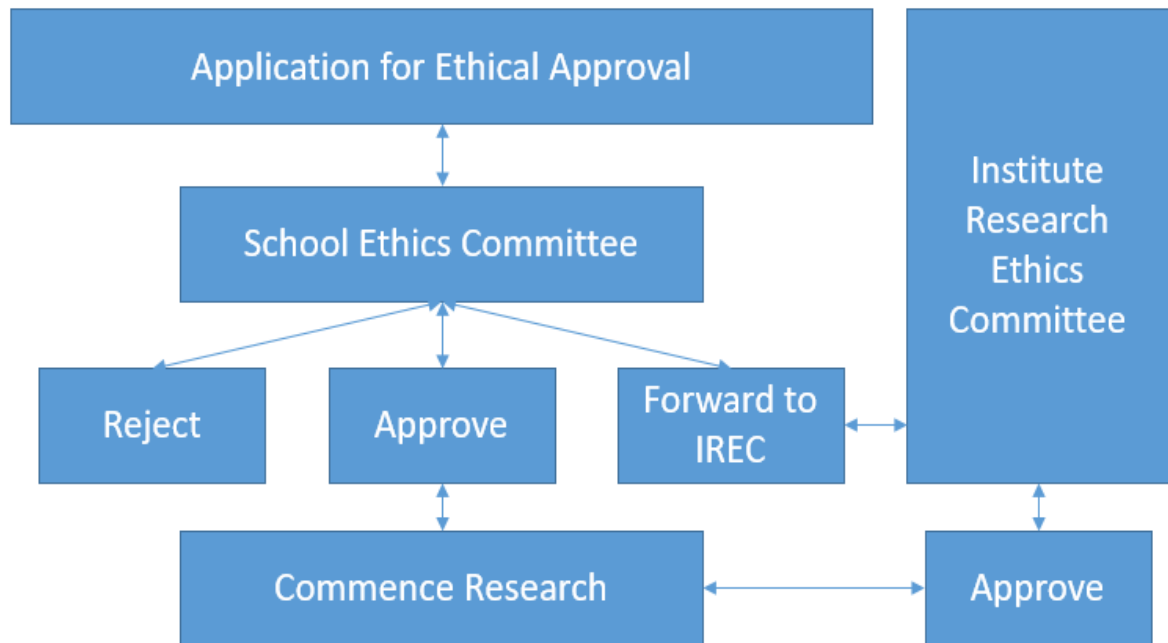 Application for Ethical Approval
School Ethics Committee
Reject
Approve
Forward to
IREC
Institute
Research
Ethics
Committee
Commence Research
Approve